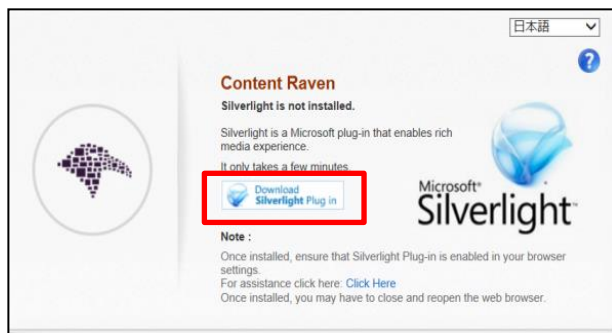 日本語
Content Raven
Silverlight is not installed.
Silverlight is a Microsoft plug-in that enables rich
media experience.
It only takes a few minutes.
Download
Silverlight Plug in
Microsoft®
Silverlight™
Note :
Once installed, ensure that Silverlight Plug-in is enabled in your browser
settings.
For assistance click here: Click Here
Once installed, you may have to close and reopen the web browser.